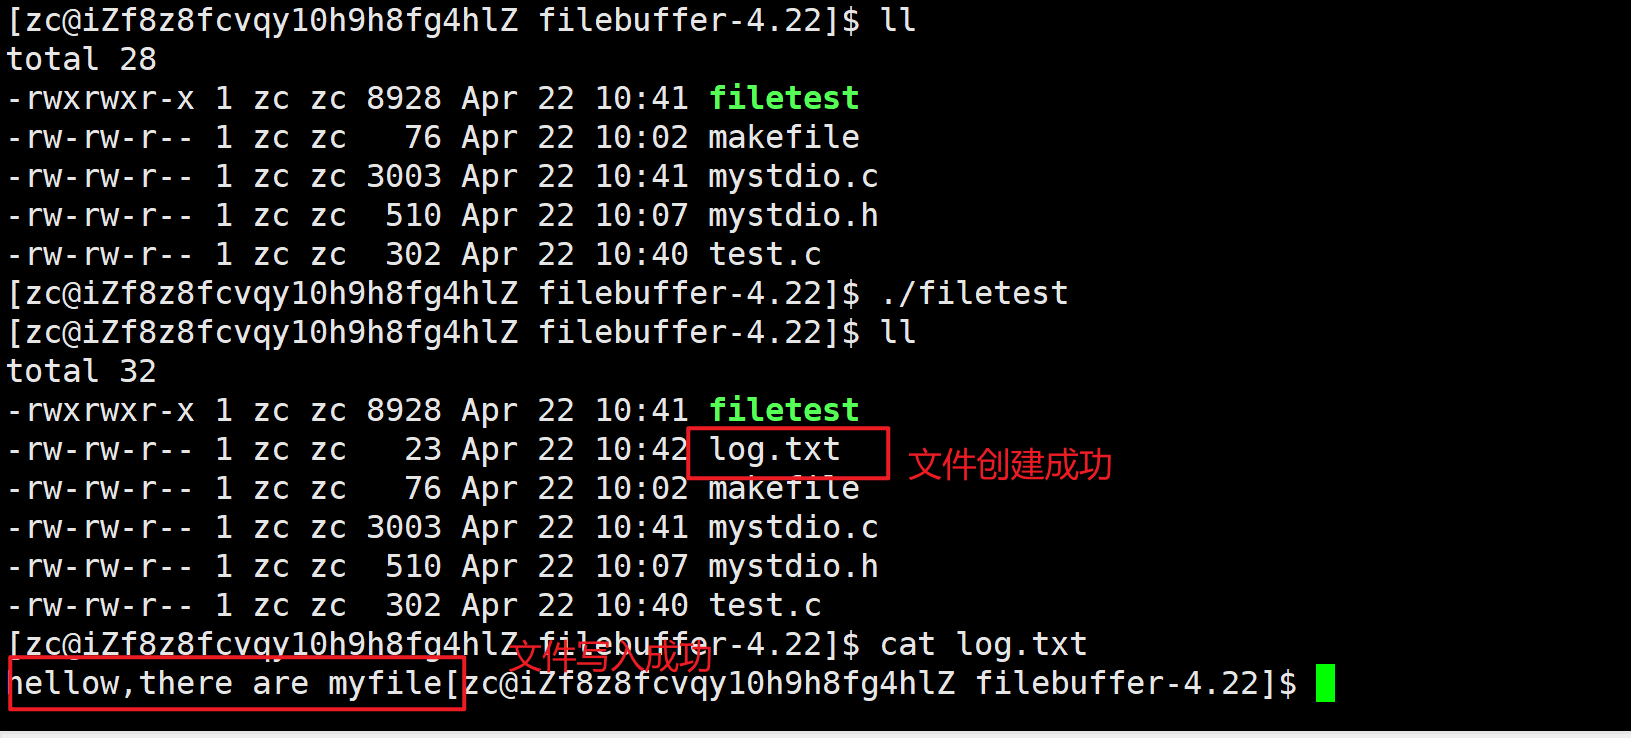 [zc@iZf8z8fcvqy10h9h8fg4hlZ filebuffer-4.22]$ ll
total 28
-rwxrwxr-x 1 zc zc 8928 Apr 22 10:41 filetest
-rw-rw-r-- 1 zc zc   76 Apr 22 10:02 makefile
-rw-rw-r-- 1 zc zc 3003 Apr 22 10:41 mystdio.c
-rw-rw-r-- 1 zc zc  510 Apr 22 10:07 mystdio.h
-rw-rw-r-- 1 zc zc  302 Apr 22 10:40 test.c
[zc@iZf8z8fcvqy10h9h8fg4hlZ filebuffer-4.22]$ ./filetest
[zc@iZf8z8fcvqy10h9h8fg4hlZ filebuffer-4.22]$ ll
total 32
-rwxrwxr-x 1 zc zc 8928 Apr 22 10:41 filetest
-rw-rw-r-- 1 zc zc   23 Apr 22 10:42 log.txt
文件创建成功
-rw-rw-r-- 1 zc zc   76 Apr 22 10:02 makefile
-rw-rw-r-- 1 zc zc 3003 Apr 22 10:41 mystdio.c
-rw-rw-r-- 1 zc zc  510 Apr 22 10:07 mystdio.h
-rw-rw-r-- 1 zc zc  302 Apr 22 10:40 test.c
[zc@iZf8z8fcvqy10h9h8fg4hlZ filebuffer-4.22]$ cat log.txt
文件写入成功
hellow,there are myfile[zc@iZf8z8fcvqy10h9h8fg4hlZ filebuffer-4.22]$